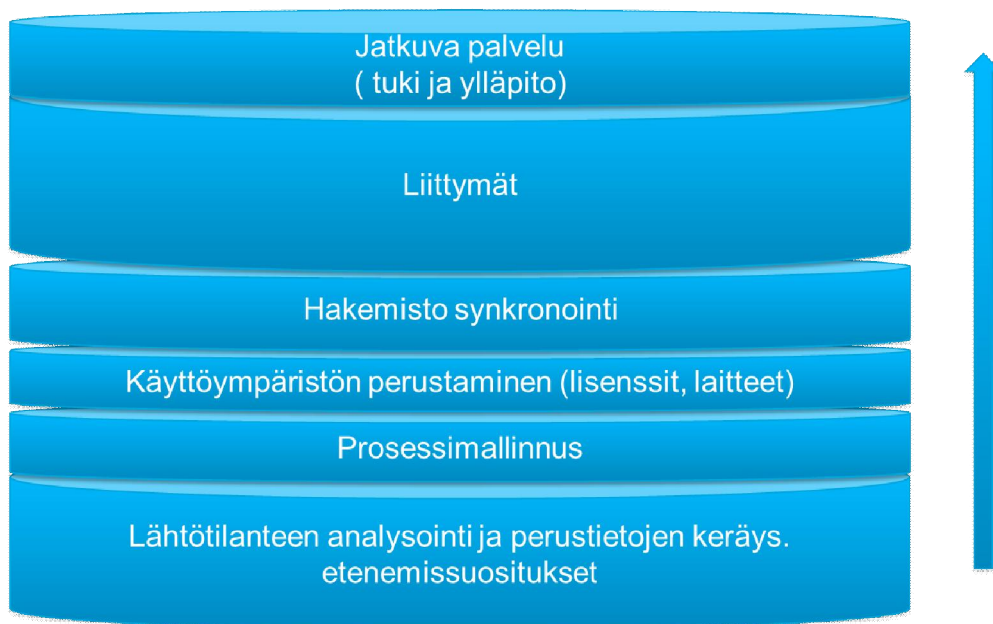 Jatkuva palvelu
( tuki ja ylläpito)
Liittymät
Hakemisto synkronointi
Käyttöympäristön perustaminen (lisenssit, laitteet)
Prosessimallinnus
Lähtötilanteen analysointi ja perustietojen keräys.
etenemissuositukset